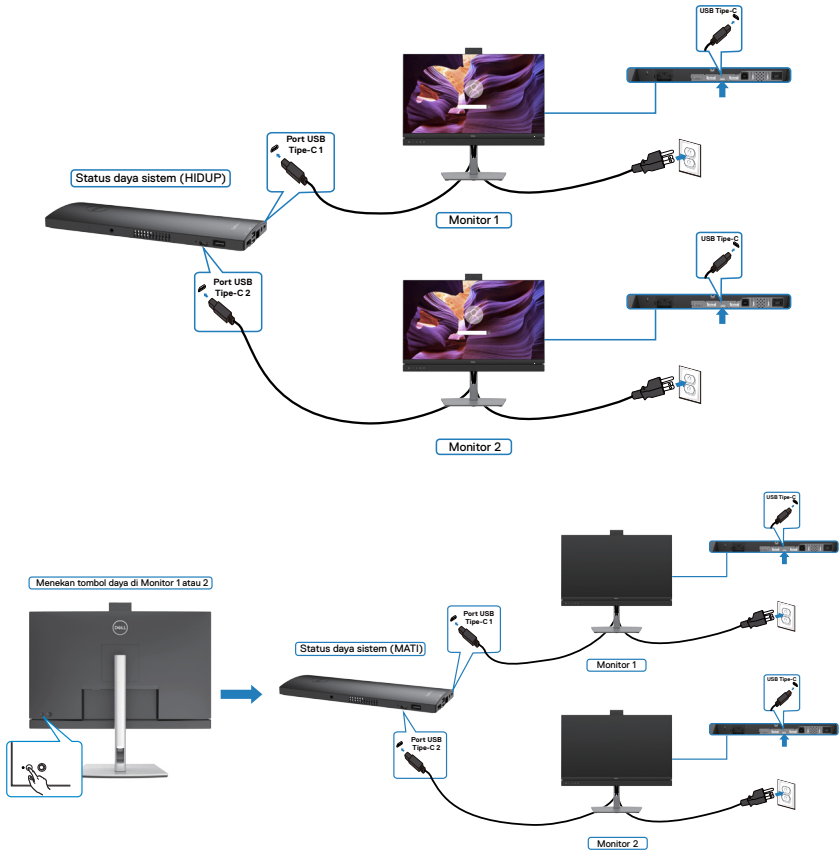 USB Tipe-C
Port USB
Tipe-C 1
Status daya sistem (HIDUP)
Monitor 1
USB Tipe-C
Port USB
Tipe-C 2
Monitor 2
USB Tipe-C
Menekan tombol daya di Monitor 1 atau 2
DELL
Port USB
Tipe-C 1
Status daya sistem (MATI)
Monitor 1
USB Tipe-C
Port USB
Tipe-C 2
Monitor 2